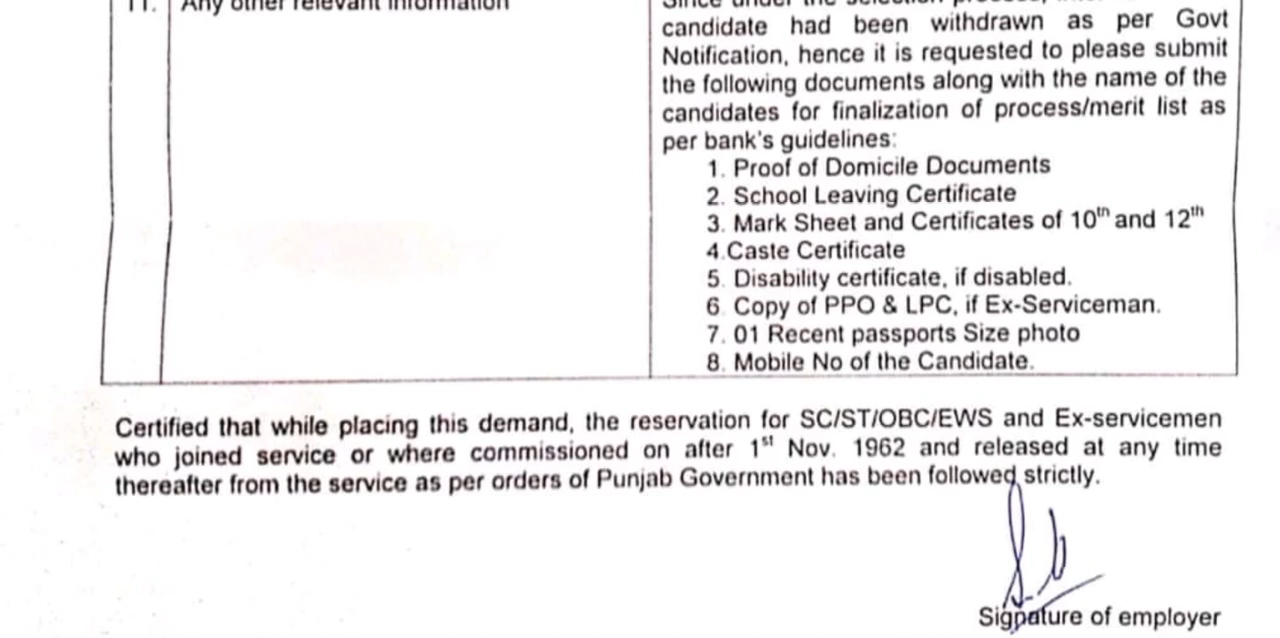 11. Any other relevant information
Since under the selection process,
candidate had been withdrawn as per Govt
Notification, hence it is requested to please submit
the following documents along with the name of the
candidates for finalization of process/merit list as
per bank's guidelines:
1. Proof of Domicile Documents
2. School Leaving Certificate
3. Mark Sheet and Certificates of 10th and 12th
4.Caste Certificate
5. Disability certificate, if disabled.
6. Copy of PPO & LPC, if Ex-Serviceman.
7. 01 Recent passports Size photo
8. Mobile No of the Candidate.
Certified that while placing this demand, the reservation for SC/ST/OBC/EWS and Ex-servicemen
who joined service or where commissioned on after 1st Nov. 1962 and released at any time
thereafter from the service as per orders of Punjab Government has been followed strictly.
Signature of employer